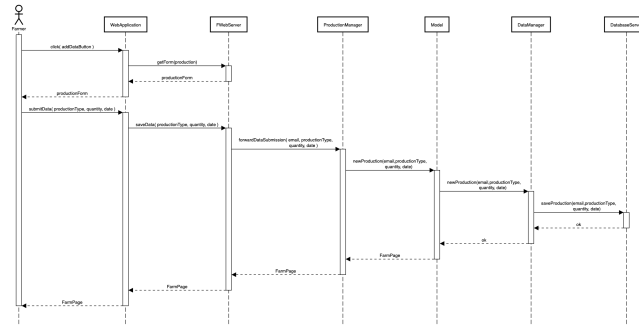 Farmer
WebApplication
FWebServer
ProductionManager
Model
DataManager
DatabaseServe
click( addDataButton )
getForm(production)
productionForm
productionForm
submitData( productionType, quantity, date )
saveData( productionType, quantity, date )
forwardDataSubmission( email, productionType,
quantity, date )
newProduction(email,productionType,
quantity, date)
newProduction(email,productionType,
quantity, date)
saveProduction(email,productionType,
quantity, date)
ok
ok
FarmPage
FarmPage
FarmPage
FarmPage